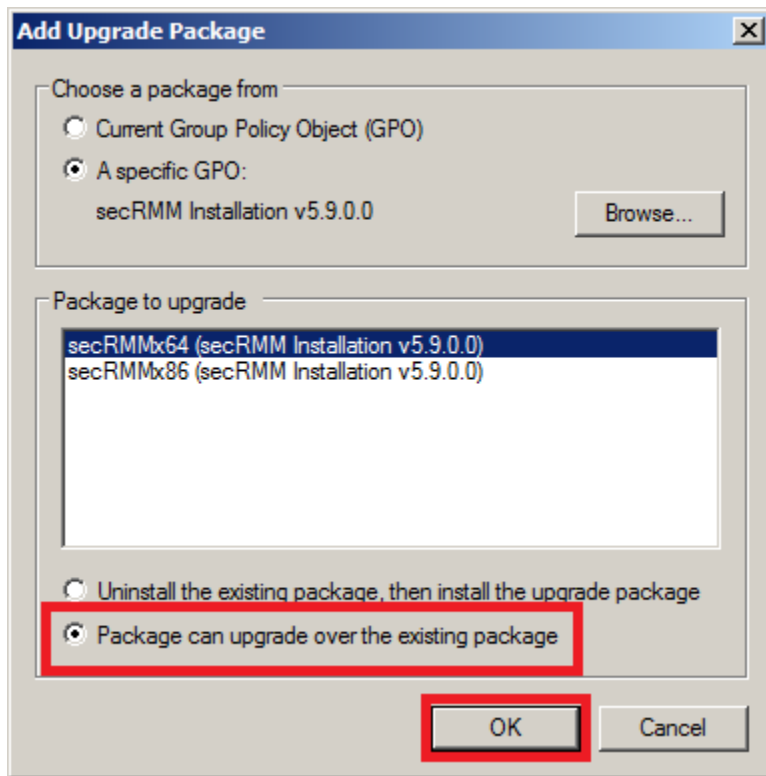 Add Upgrade Package
Choose a package from
Current Group Policy Object (GPO)
A specific GPO:
secRMM Installation v5.9.0.0
Browse...
Package to upgrade
secRMMx64 (secRMM Installation v5.9.0.0)
secRMMx86 (secRMM Installation v5.9.0.0)
Uninstall the existing package, then install the upgrade package
Package can upgrade over the existing package
OK
Cancel